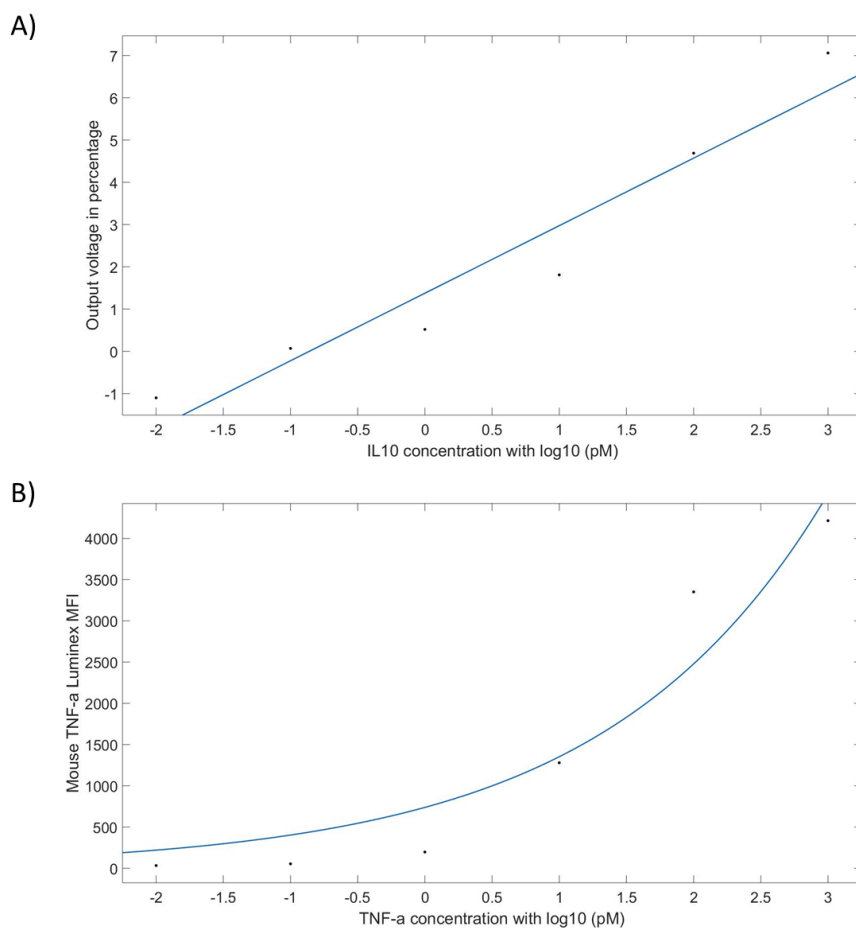 A)
7
6
5
4
3
2
1
0
-1
Output voltage in percentage
-2 -1.5 -1 -0.5 0 0.5 1 1.5 2 2.5 3
IL10 concentration with log10 (pM)
B)
4000
3500
3000
2500
2000
1500
1000
500
0
Mouse TNF-a Luminex MFI
-2 -1.5 -1 -0.5 0 0.5 1 1.5 2 2.5 3
TNF-a concentration with log10 (pM)